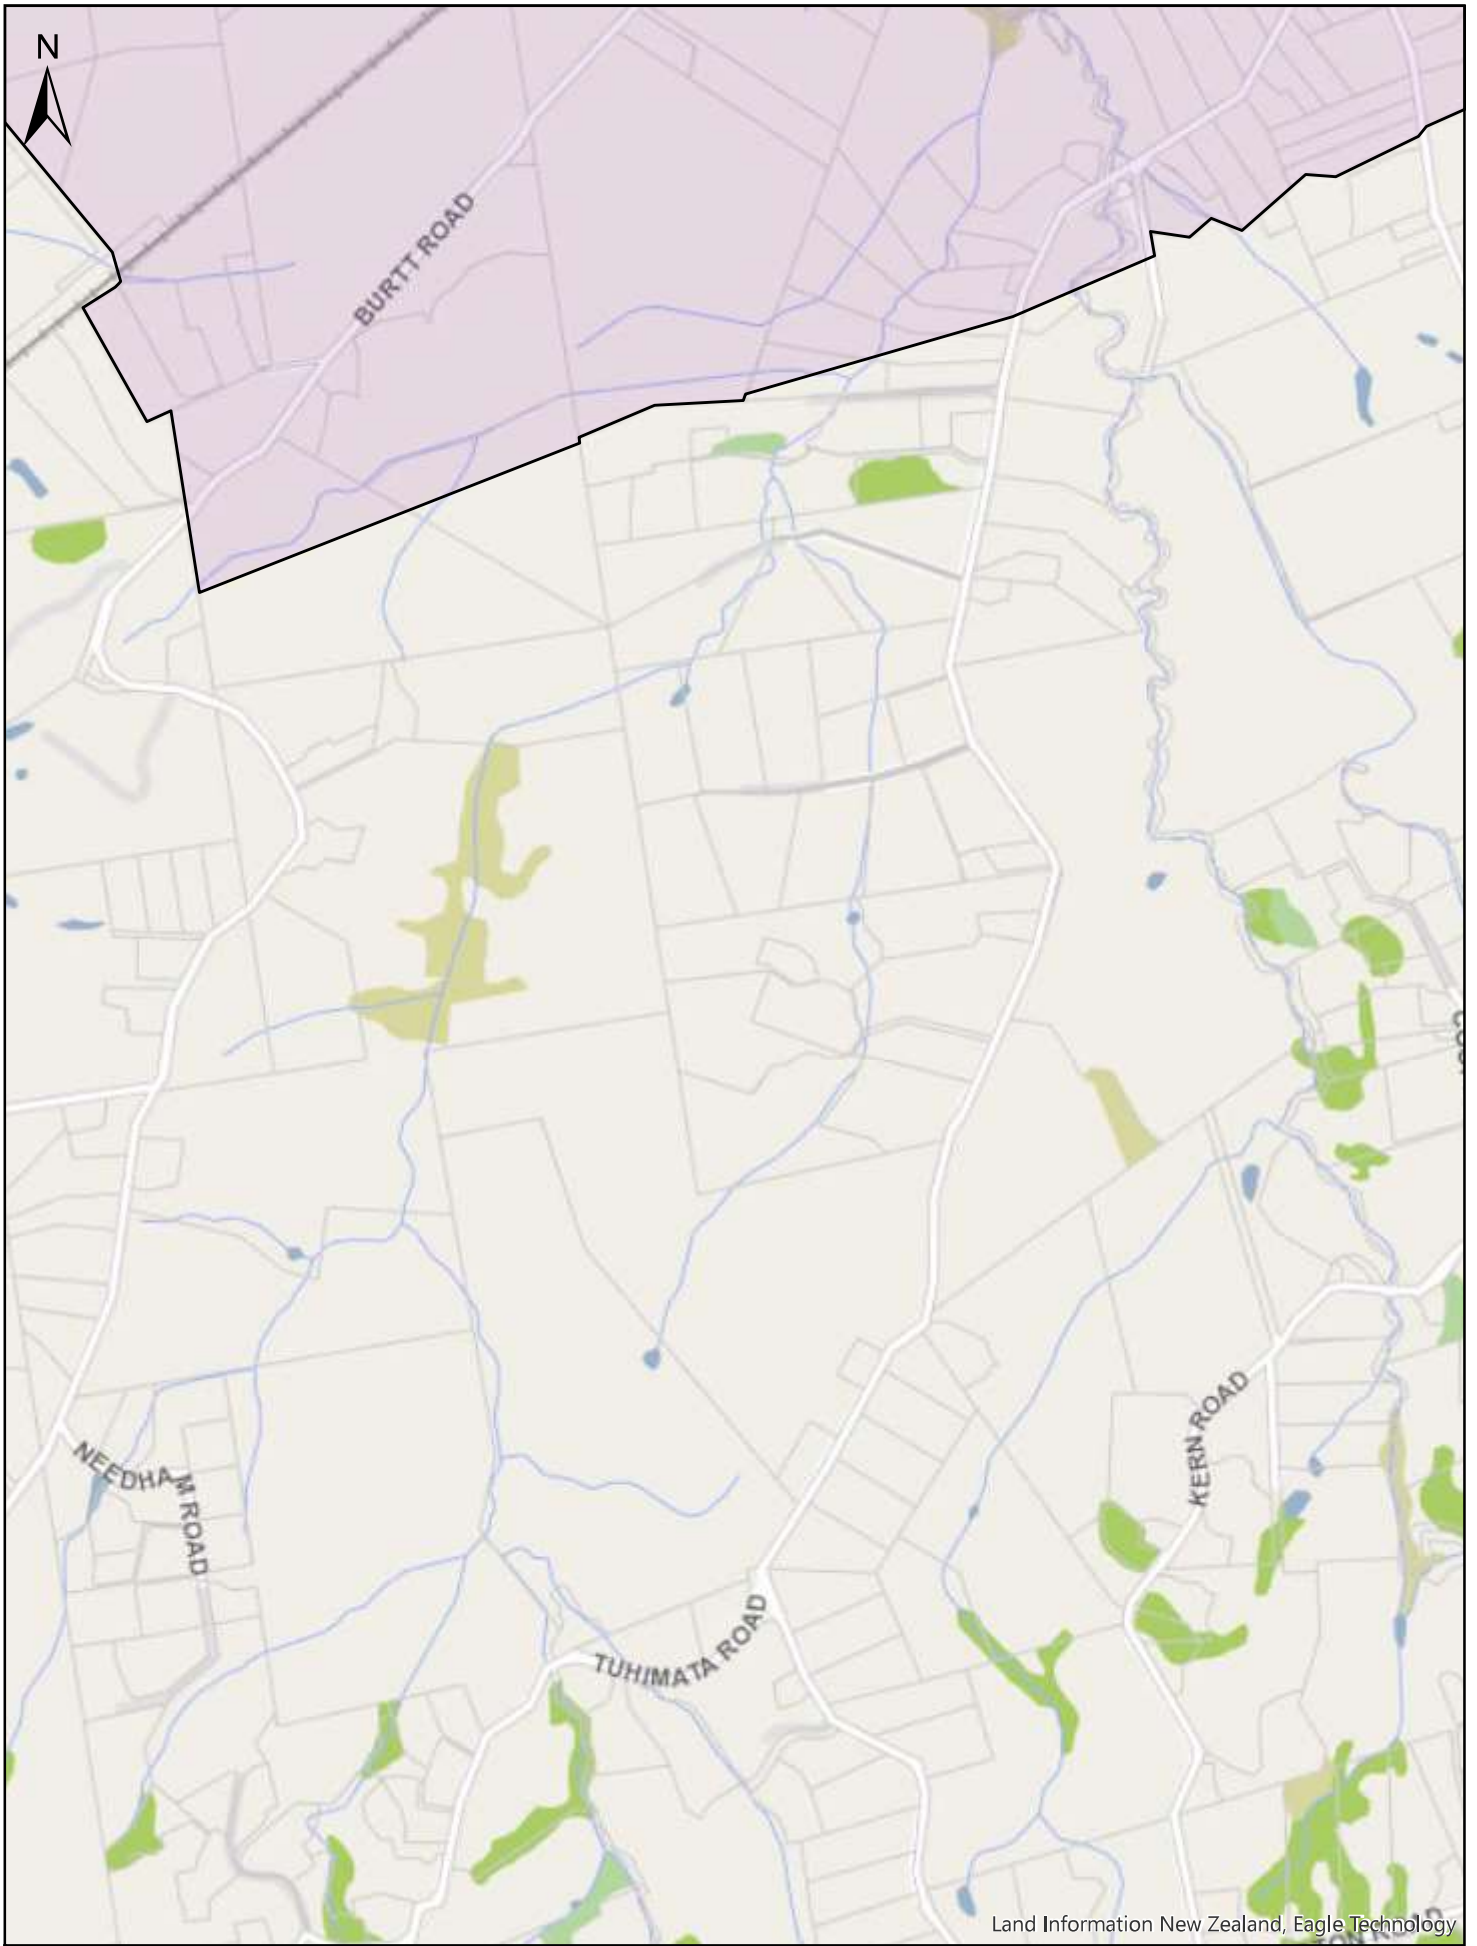 N
BURTT ROAD
NEEDHAM ROAD
KERN ROAD
TUHIMATA ROAD
Land Information New Zealand, Eagle Technology